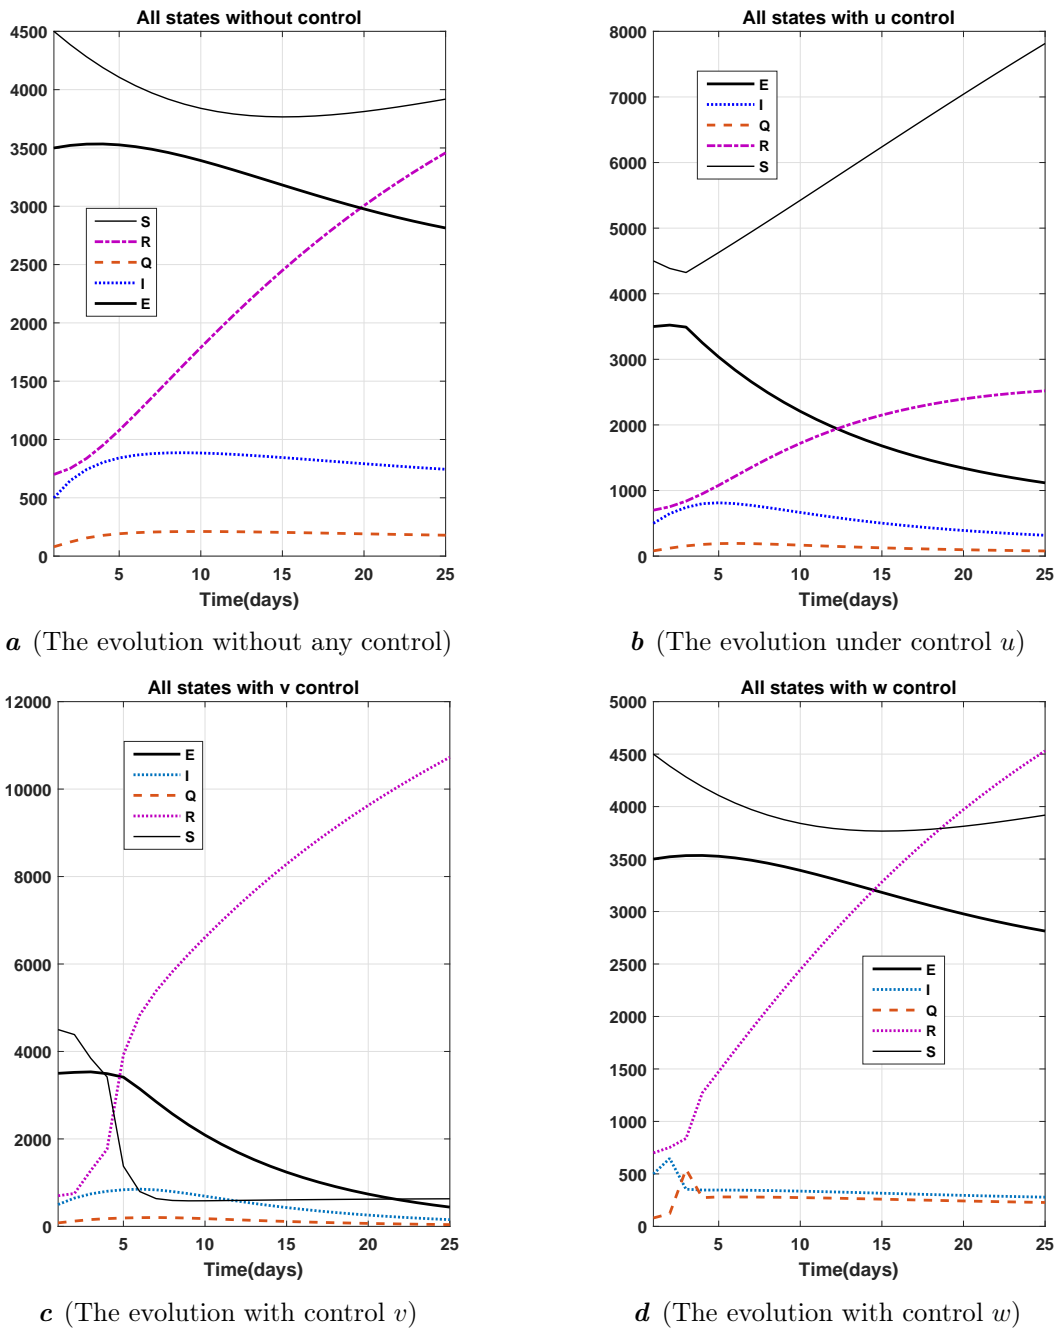 All states without control
4500
4000
3500
3000
2500
2000
1500
1000
500
0
S
R
Q
I
E
5 10 15 20 25
Time(days)
a (The evolution without any control)
All states with u control
8000
7000
6000
5000
4000
3000
2000
1000
0
E
I
Q
R
S
5 10 15 20 25
Time(days)
b (The evolution under control u)
All states with v control
12000
10000
8000
6000
4000
2000
0
E
I
Q
R
S
5 10 15 20 25
Time(days)
c (The evolution with control v)
All states with w control
5000
4500
4000
3500
3000
2500
2000
1500
1000
500
0
E
I
Q
R
S
5 10 15 20 25
Time(days)
d (The evolution with control w)